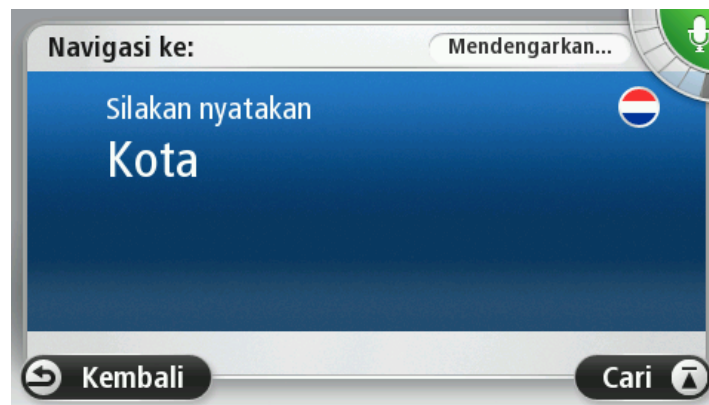 Navigasi ke:
Mendengarkan...
Silakan nyatakan
Kota
Kembali
Cari